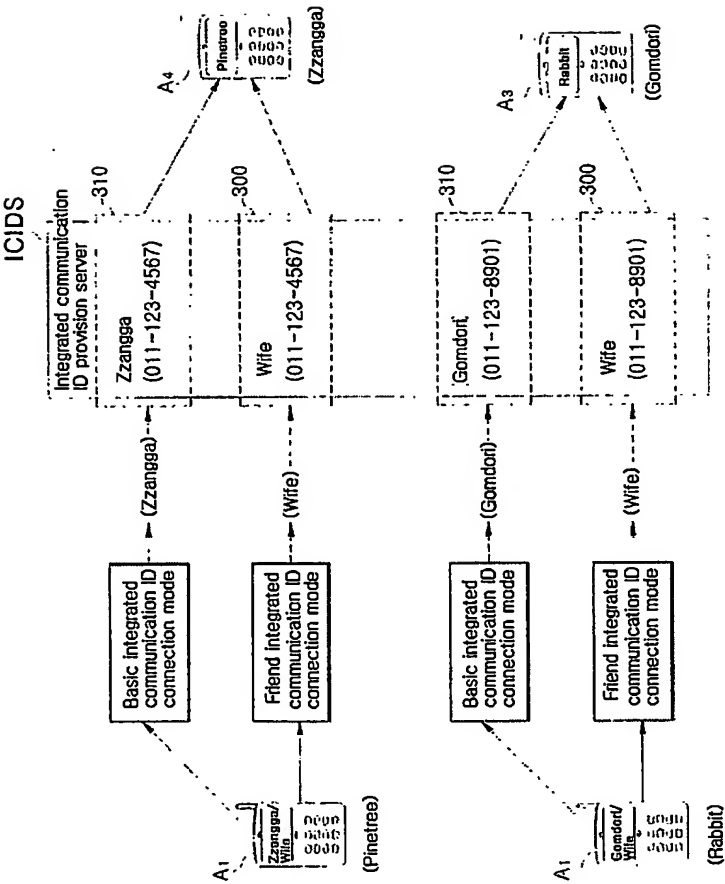 ICIDS
Integrated communication
ID provision server
A1
Zzangga/
Wife
(Pinetree)
Basic integrated
communication ID
connection mode
(Zzangga)
310
Zzangga
(011-123-4567)
A4
Pinetree
(Zzangga)
Friend integrated
communication ID
connection mode
(Wife)
300
Wife
(011-123-4567)
A1
Gomdori/
Wife
(Rabbit)
Basic integrated
communication ID
connection mode
(Gomdori)
310
Gomdori
(011-123-8901)
A3
Rabbit
(Gomdori)
Friend integrated
communication ID
connection mode
(Wife)
300
Wife
(011-123-8901)